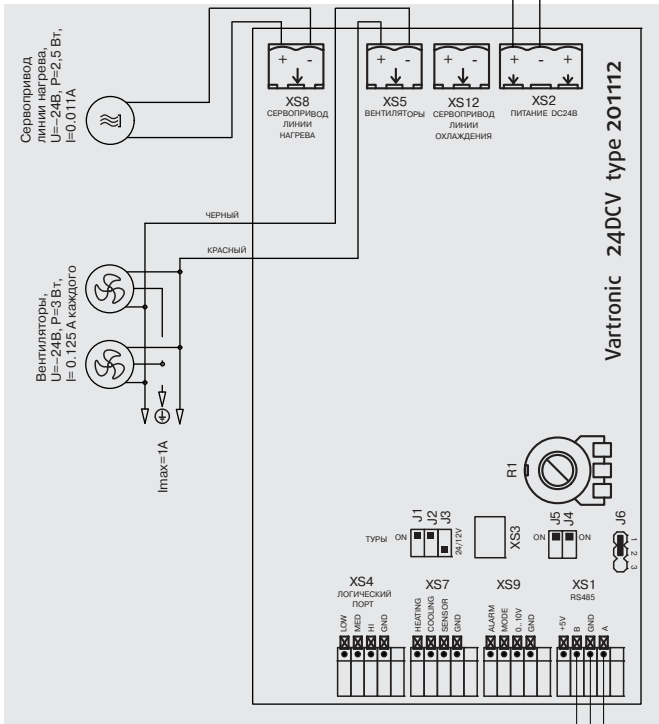 Сервопривод
линии нагрева,
U=–24В, P=2,5 Вт,
I=0.011А
+ -
XS8
СЕРВОПРИВОД
ЛИНИИ
НАГРЕВА
+ -
XS5
ВЕНТИЛЯТОРЫ
+ -
XS12
СЕРВОПРИВОД
ЛИНИИ
ОХЛАЖДЕНИЯ
+ - +
XS2
ПИТАНИЕ DC24В
Vartronic 24DCV type 201112
ЧЕРНЫЙ
КРАСНЫЙ
Вентиляторы,
U=–24В, P=3 Вт,
I= 0.125 А каждого
Imax=1А
R1
ТУРЫ
ON
J1
J2
J3
24/12V
XS3
ON
J5
J4
ON
J6
1
2
3
XS4
ЛОГИЧЕСКИЙ
ПОРТ
LOW
MED
HI
GND
XS7
HEATING
COOLING
SENSOR
GND
XS9
ALARM
MODE
0...10V
GND
XS1
RS485
+5V
B
GND
A